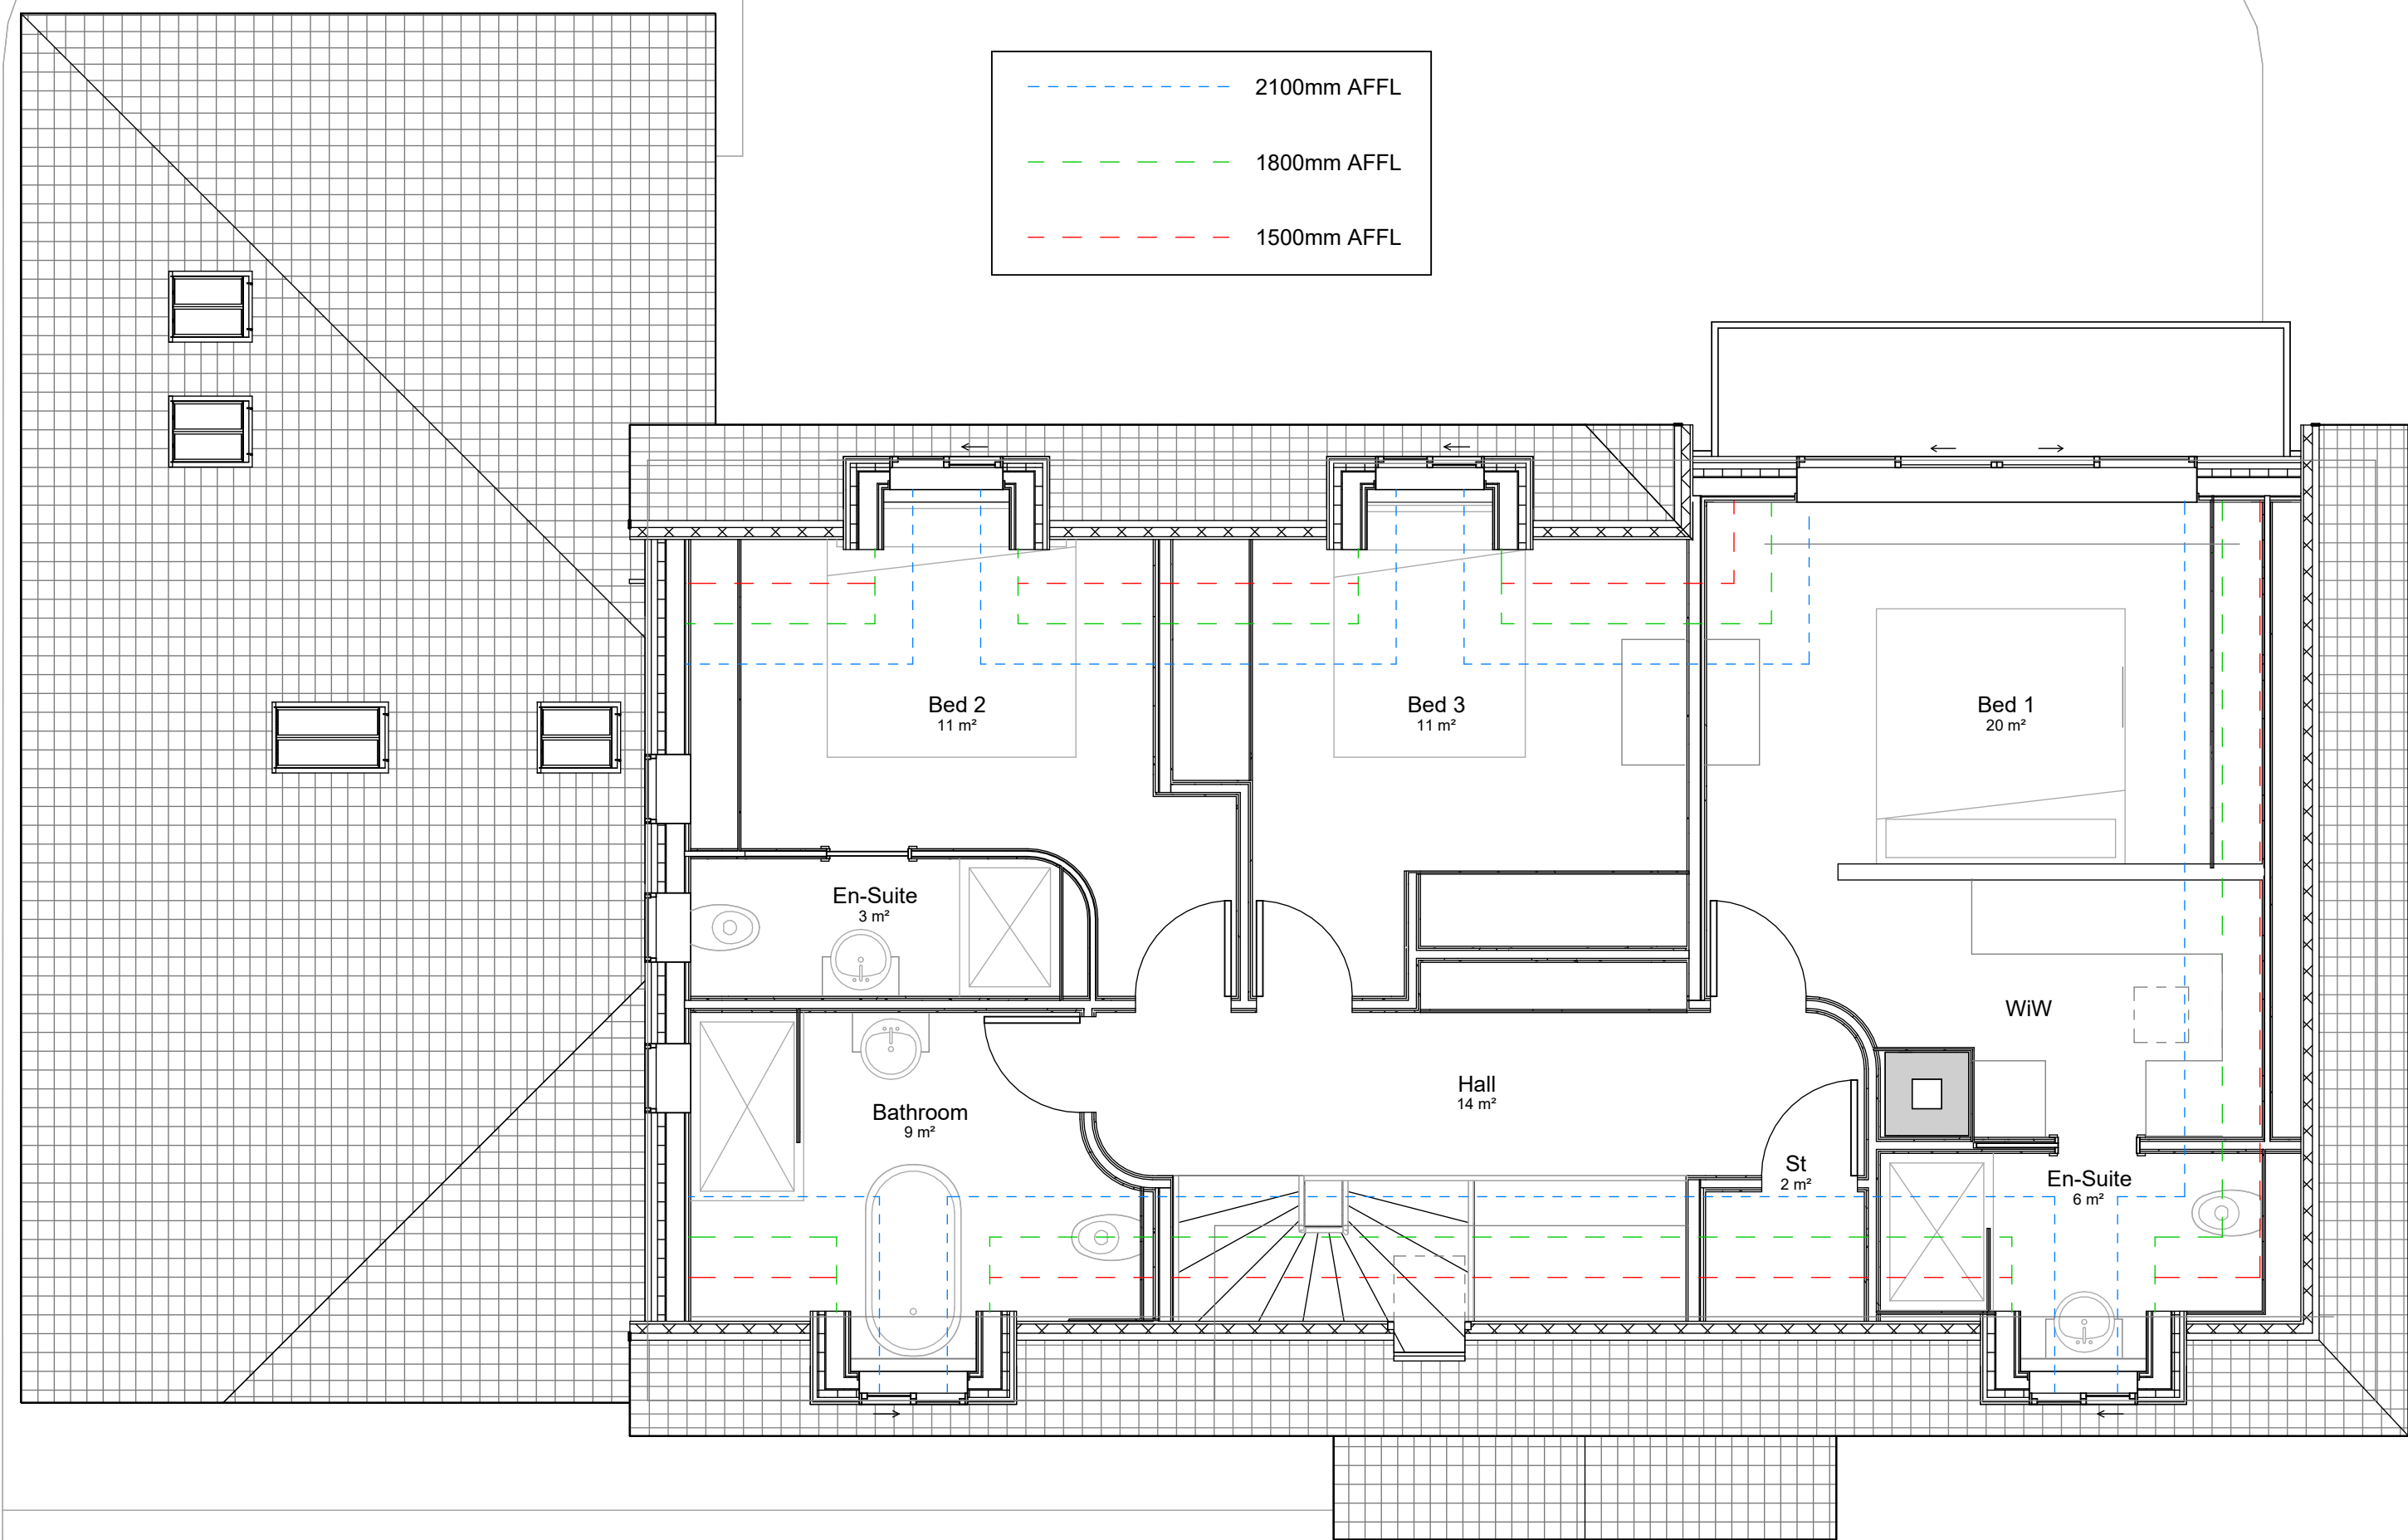 2100mm AFFL
1800mm AFFL
1500mm AFFL
Bed 2
11 m²
Bed 3
11 m²
Bed 1
20 m²
En-Suite
3 m²
WiW
Bathroom
9 m²
Hall
14 m²
St
2 m²
En-Suite
6 m²